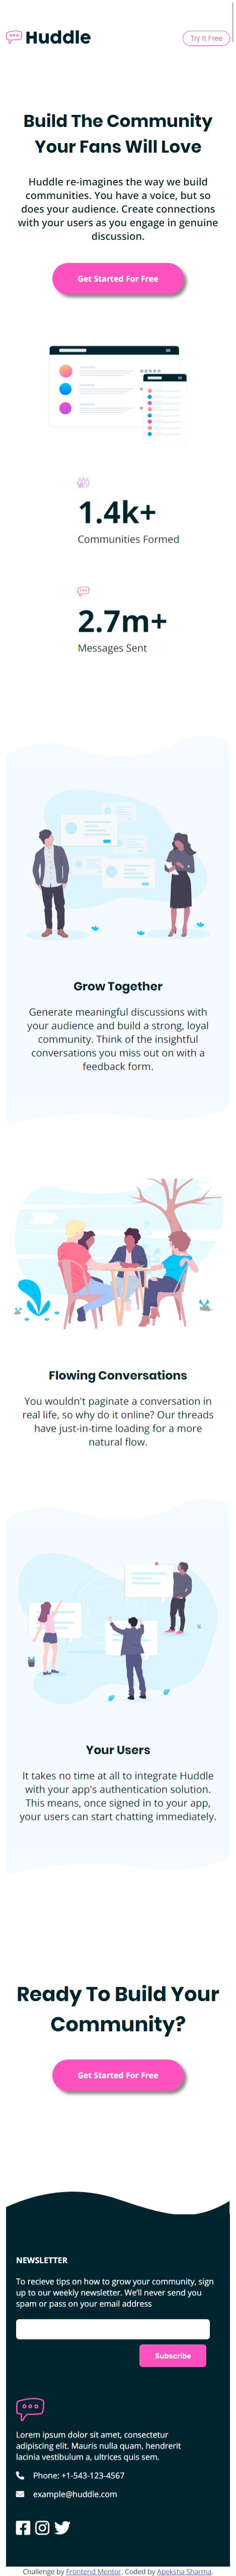 Huddle
Try It Free
Build The Community
Your Fans Will Love
Huddle re-imagines the way we build
communities. You have a voice, but so
does your audience. Create connections
with your users as you engage in genuine
discussion.
Get Started For Free
1.4k+
Communities Formed
2.7m+
Messages Sent
Grow Together
Generate meaningful discussions with
your audience and build a strong, loyal
community. Think of the insightful
conversations you miss out on with a
feedback form.
Flowing Conversations
You wouldn't paginate a conversation in
real life, so why do it online? Our threads
have just-in-time loading for a more
natural flow.
Your Users
It takes no time at all to integrate Huddle
with your app's authentication solution.
This means, once signed in to your app,
your users can start chatting immediately.
Ready To Build Your
Community?
Get Started For Free
NEWSLETTER
To recieve tips on how to grow your community, sign
up to our weekly newsletter. We'll never send you
spam or pass on your email address
Subscribe
Lorem ipsum dolor sit amet, consectetur
adipiscing elit. Mauris nulla quam, hendrerit
lacinia vestibulum a, ultrices quis sem.
Phone: +1-543-123-4567
example@huddle.com
Challenge by Frontend Mentor. Coded by Apeksha Sharma.